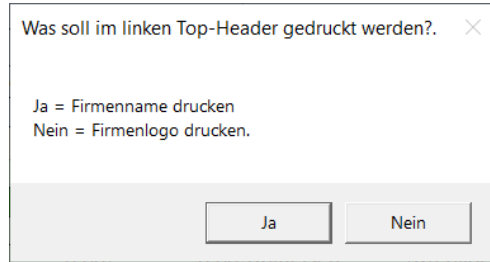 Was soll im linken Top-Header gedruckt werden?.
Ja = Firmenname drucken
Nein = Firmenlogo drucken.
Ja
Nein